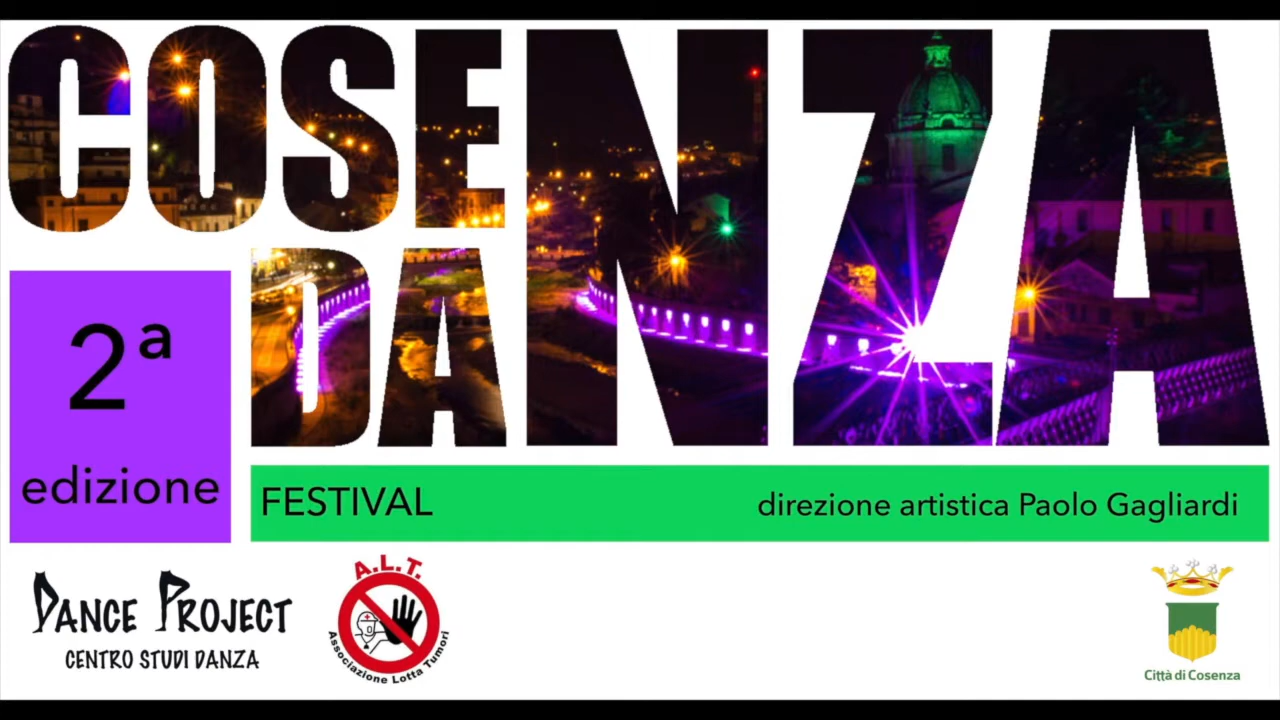 COSENZA
DA
2ª
edizione
FESTIVAL
direzione artistica Paolo Gagliardi
DANCE PROJECT
CENTRO STUDI DANZA
A.L.T.
Associazione Lotta Tumori
Città di Cosenza